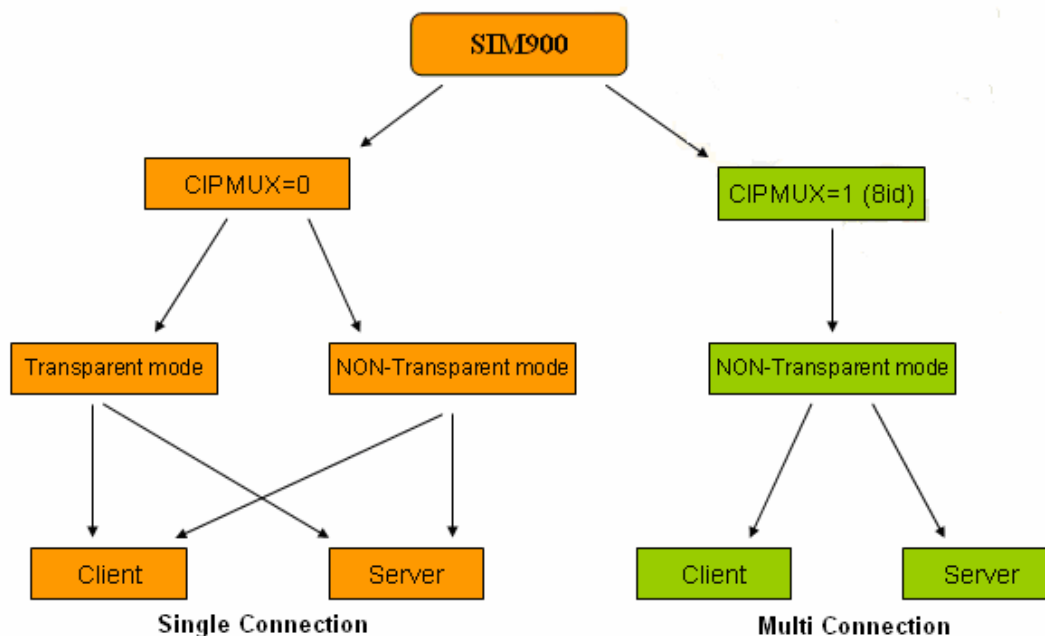 SIM900
CIPMUX=0
CIPMUX=1 (8id)
Transparent mode
NON-Transparent mode
NON-Transparent mode
Client
Server
Client
Server
Single Connection
Multi Connection